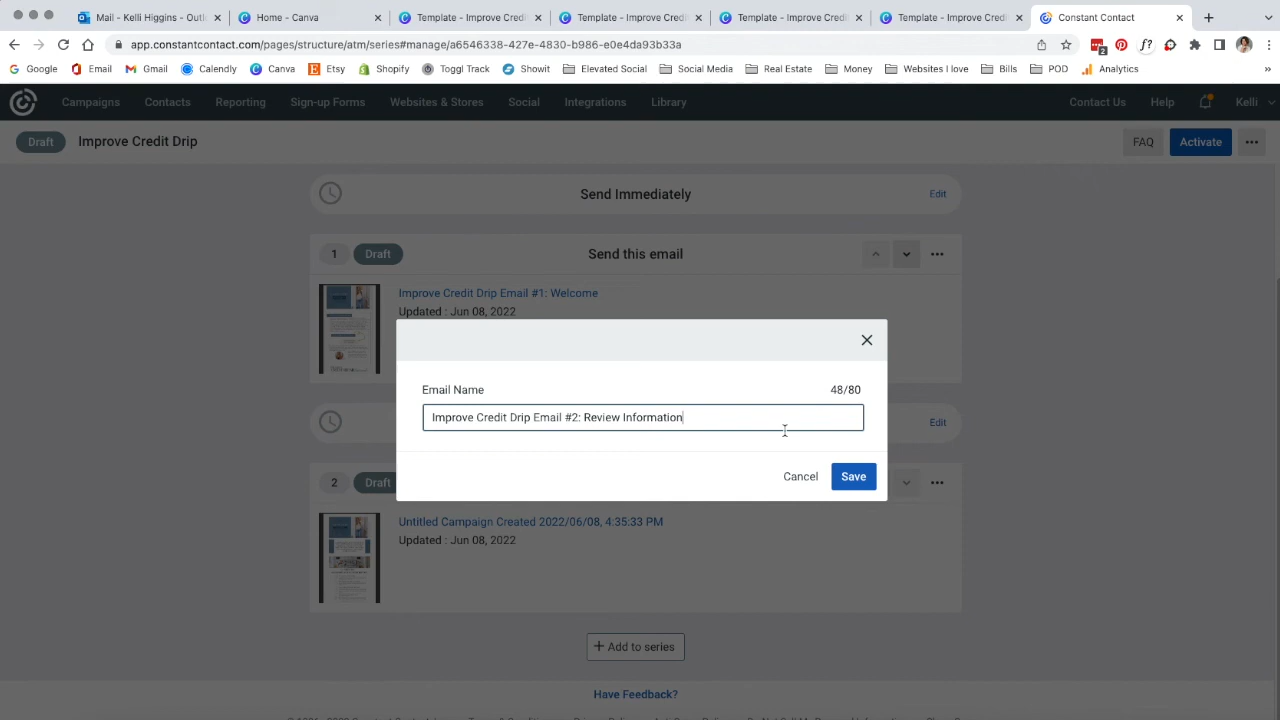 Mail - Kelli Higgins - Outl
Home - Canva
Template - Improve Credi
Template - Improve Credi
Template - Improve Credi
Template - Improve Credi
Constant Contact
app.constantcontact.com/pages/structure/atm/series#manage/a6546338-427e-4830-b986-e0e4da93b33a
Google
Email
Gmail
Calendly
Canva
Etsy
Shopify
Toggl Track
Showit
Elevated Social
Social Media
Real Estate
Money
Websites I love
Bills
POD
Analytics
Campaigns
Contacts
Reporting
Sign-up Forms
Websites & Stores
Social
Integrations
Library
Contact Us
Help
Kelli
Draft
Improve Credit Drip
FAQ
Activate
Send Immediately
Edit
1
Draft
Send this email
Improve Credit Drip Email #1: Welcome
Updated : Jun 08, 2022
Email Name
48/80
Improve Credit Drip Email #2: Review Information
Edit
Cancel
Save
2
Draft
Untitled Campaign Created 2022/06/08, 4:35:33 PM
Updated : Jun 08, 2022
+ Add to series
Have Feedback?